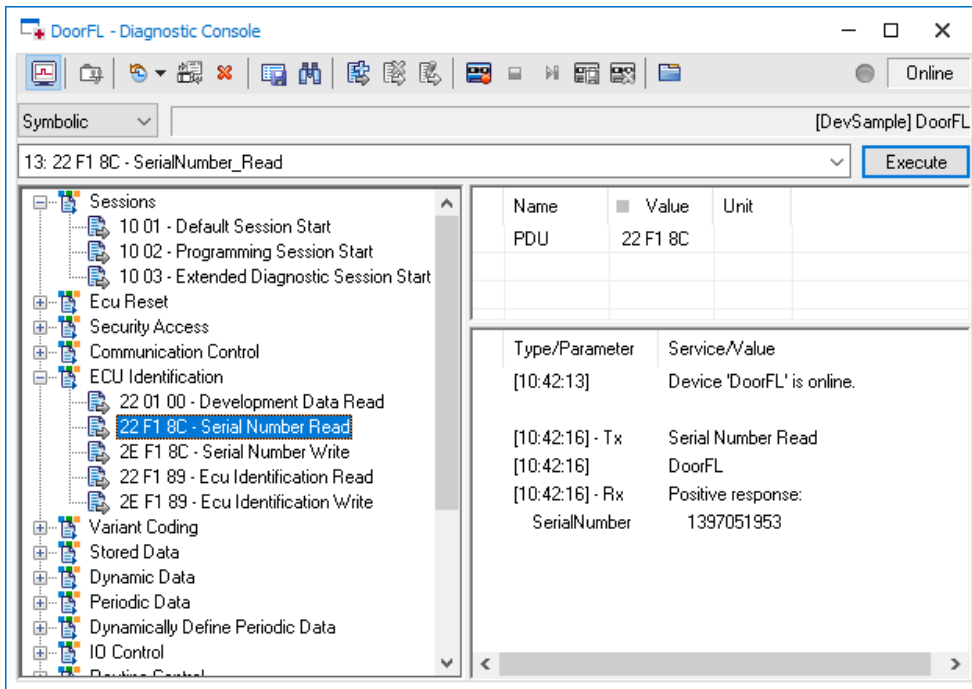 DoorFL - Diagnostic Console
Online
Symbolic
[DevSample] DoorFL
13: 22 F1 8C - SerialNumber_Read
Execute
Sessions
10 01 - Default Session Start
10 02 - Programming Session Start
10 03 - Extended Diagnostic Session Start
Ecu Reset
Security Access
Communication Control
ECU Identification
22 01 00 - Development Data Read
22 F1 8C - Serial Number Read
2E F1 8C - Serial Number Write
22 F1 89 - Ecu Identification Read
2E F1 89 - Ecu Identification Write
Variant Coding
Stored Data
Dynamic Data
Periodic Data
Dynamically Define Periodic Data
IO Control
Routine Control
Name Value Unit
PDU 22 F1 8C
Type/Parameter Service/Value
[10:42:13] Device 'DoorFL' is online.
[10:42:16] - Tx Serial Number Read
[10:42:16] DoorFL
[10:42:16] - Rx Positive response:
SerialNumber 1397051953